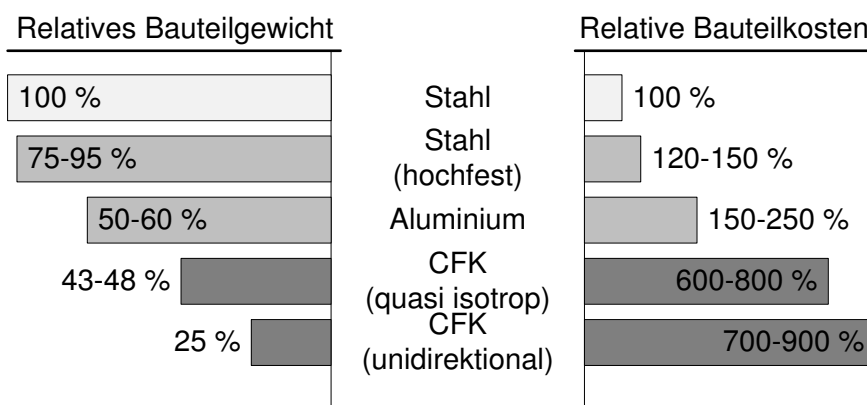 Relatives Bauteilgewicht
Relative Bauteilkosten
100 %
Stahl
100 %
75-95 %
Stahl
(hochfest)
120-150 %
50-60 %
Aluminium
150-250 %
43-48 %
CFK
(quasi isotrop)
600-800 %
25 %
CFK
(unidirektional)
700-900 %